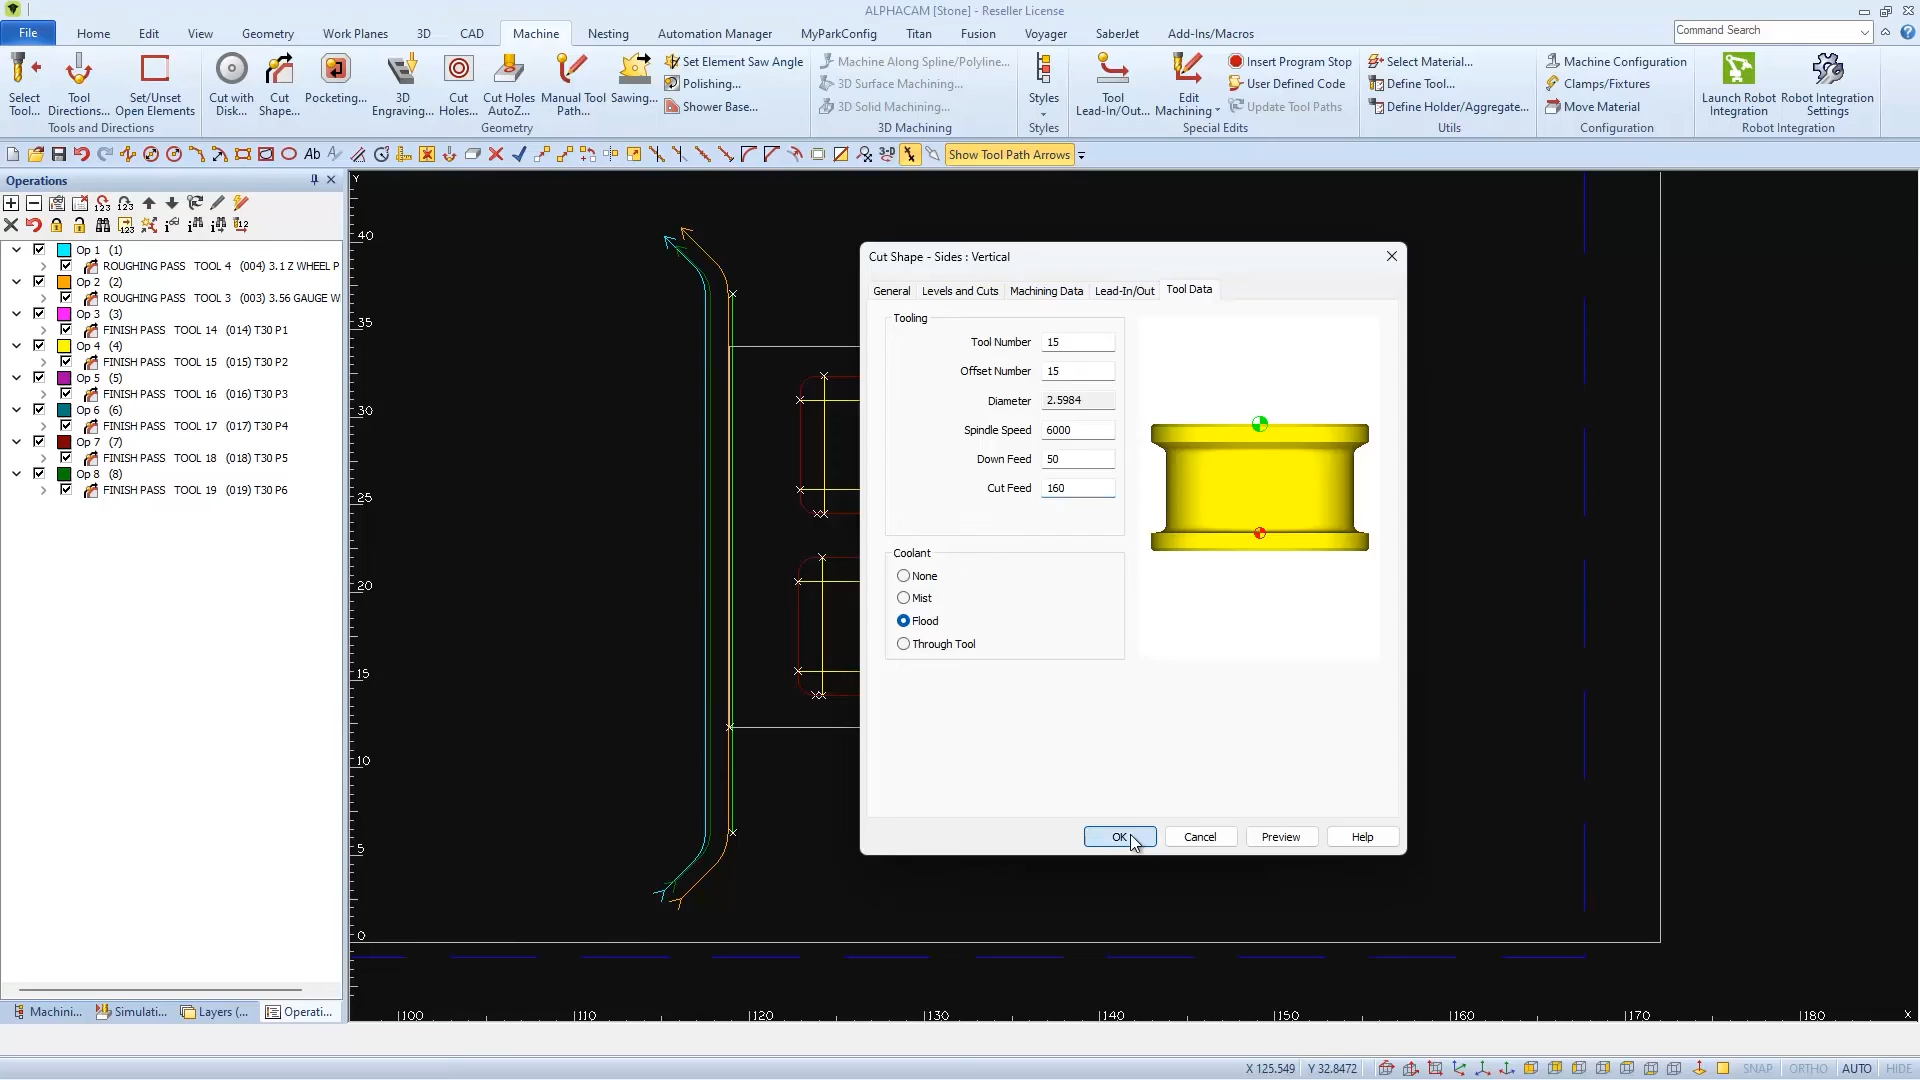 ALPHACAM [Stone] - Reseller License
File Home Edit View Geometry Work Planes 3D CAD Machine Nesting Automation Manager MyParkConfig Titan Fusion Voyager SaberJet Add-Ins/Macros Command Search
Select Tool...
Tool Directions...
Set/Unset Open Elements
Tools and Directions
Cut with Disk...
Cut Shape...
Pocketing...
3D Engraving...
Cut Holes...
Cut Holes AutoZ...
Manual Tool Path...
Sawing...
Set Element Saw Angle
Polishing...
Shower Base...
Geometry
Machine Along Spline/Polyline...
3D Surface Machining...
3D Solid Machining...
3D Machining
Styles
Styles
Tool Lead-In/Out...
Edit Machining
Insert Program Stop
User Defined Code
Update Tool Paths
Special Edits
Select Material...
Define Tool...
Define Holder/Aggregate...
Utils
Machine Configuration
Clamps/Fixtures
Move Material
Configuration
Launch Robot Integration
Robot Integration Settings
Robot Integration
Ab 3-D Show Tool Path Arrows
Operations
Op 1 (1)
ROUGHING PASS TOOL 4 (004) 3.1 Z WHEEL P
Op 2 (2)
ROUGHING PASS TOOL 3 (003) 3.56 GAUGE W
Op 3 (3)
FINISH PASS TOOL 14 (014) T30 P1
Op 4 (4)
FINISH PASS TOOL 15 (015) T30 P2
Op 5 (5)
FINISH PASS TOOL 16 (016) T30 P3
Op 6 (6)
FINISH PASS TOOL 17 (017) T30 P4
Op 7 (7)
FINISH PASS TOOL 18 (018) T30 P5
Op 8 (8)
FINISH PASS TOOL 19 (019) T30 P6
Machini... Simulati... Layers (... Operati...
Y
40
35
30
25
20
15
10
5
0
100 110 120 130 140 150 160 170 180 X
Cut Shape - Sides : Vertical
General Levels and Cuts Machining Data Lead-In/Out Tool Data
Tooling
Tool Number 15
Offset Number 15
Diameter 2.5984
Spindle Speed 6000
Down Feed 50
Cut Feed 160
Coolant
None
Mist
Flood
Through Tool
OK Cancel Preview Help
X 125.549 Y 32.8472 SNAP ORTHO AUTO HIDE